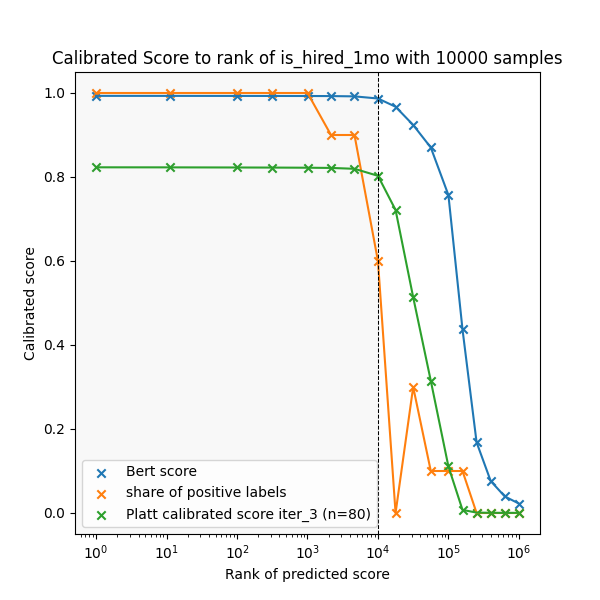 Calibrated Score to rank of is_hired_1mo with 10000 samples
Calibrated score
1.0
0.8
0.6
0.4
0.2
0.0
Bert score
share of positive labels
Platt calibrated score iter_3 (n=80)
10⁰
10¹
10²
10³
10⁴
10⁵
10⁶
Rank of predicted score